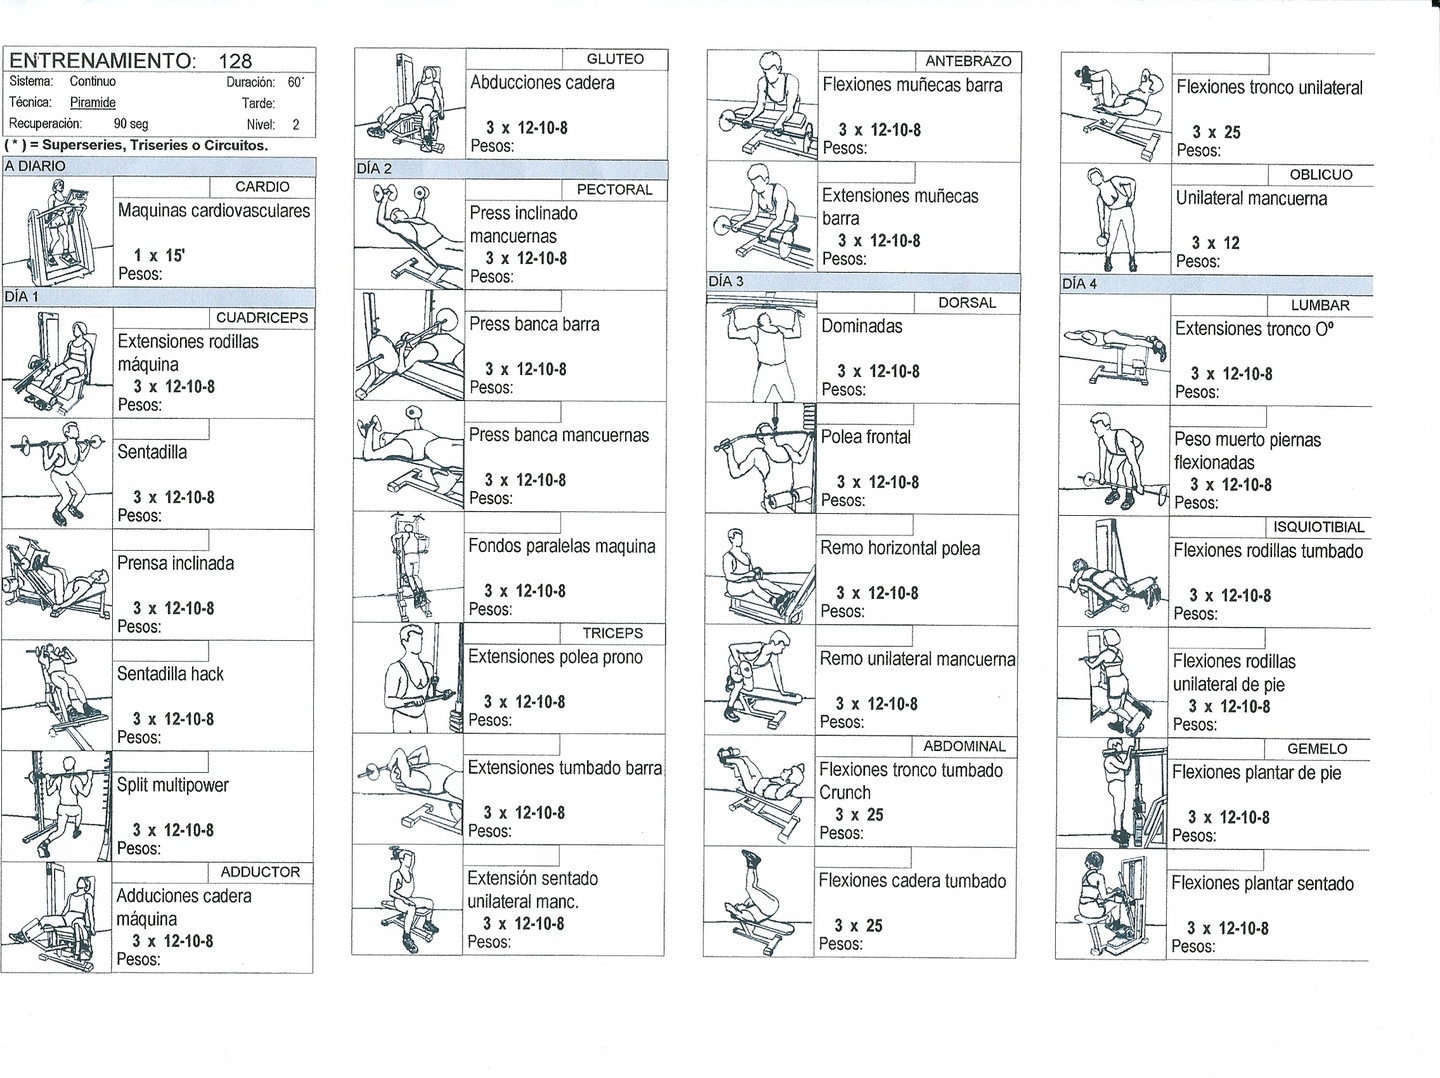 ENTRENAMIENTO: 128
Sistema: Continuo Duración: 60'
Técnica: Piramide Tarde:
Recuperación: 90 seg Nivel: 2
( * ) = Superseries, Triseries o Circuitos.
A DIARIO
CARDIO
Maquinas cardiovasculares
1 x 15'
Pesos:
DÍA 1
CUADRICEPS
Extensiones rodillas
máquina
3 x 12-10-8
Pesos:
Sentadilla
3 x 12-10-8
Pesos:
Prensa inclinada
3 x 12-10-8
Pesos:
Sentadilla hack
3 x 12-10-8
Pesos:
Split multipower
3 x 12-10-8
Pesos:
ADDUCTOR
Adduciones cadera
máquina
3 x 12-10-8
Pesos:
GLUTEO
Abducciones cadera
3 x 12-10-8
Pesos:
DÍA 2
PECTORAL
Press inclinado
mancuernas
3 x 12-10-8
Pesos:
Press banca barra
3 x 12-10-8
Pesos:
Press banca mancuernas
3 x 12-10-8
Pesos:
Fondos paralelas maquina
3 x 12-10-8
Pesos:
TRICEPS
Extensiones polea prono
3 x 12-10-8
Pesos:
Extensiones tumbado barra
3 x 12-10-8
Pesos:
Extensión sentado
unilateral manc.
3 x 12-10-8
Pesos:
ANTEBRAZO
Flexiones muñecas barra
3 x 12-10-8
Pesos:
Extensiones muñecas
barra
3 x 12-10-8
Pesos:
DÍA 3
DORSAL
Dominadas
3 x 12-10-8
Pesos:
Polea frontal
3 x 12-10-8
Pesos:
Remo horizontal polea
3 x 12-10-8
Pesos:
Remo unilateral mancuerna
3 x 12-10-8
Pesos:
ABDOMINAL
Flexiones tronco tumbado
Crunch
3 x 25
Pesos:
Flexiones cadera tumbado
3 x 25
Pesos:
Flexiones tronco unilateral
3 x 25
Pesos:
OBLICUO
Unilateral mancuerna
3 x 12
Pesos:
DÍA 4
LUMBAR
Extensiones tronco Oº
3 x 12-10-8
Pesos:
Peso muerto piernas
flexionadas
3 x 12-10-8
Pesos:
ISQUIOTIBIAL
Flexiones rodillas tumbado
3 x 12-10-8
Pesos:
Flexiones rodillas
unilateral de pie
3 x 12-10-8
Pesos:
GEMELO
Flexiones plantar de pie
3 x 12-10-8
Pesos:
Flexiones plantar sentado
3 x 12-10-8
Pesos: